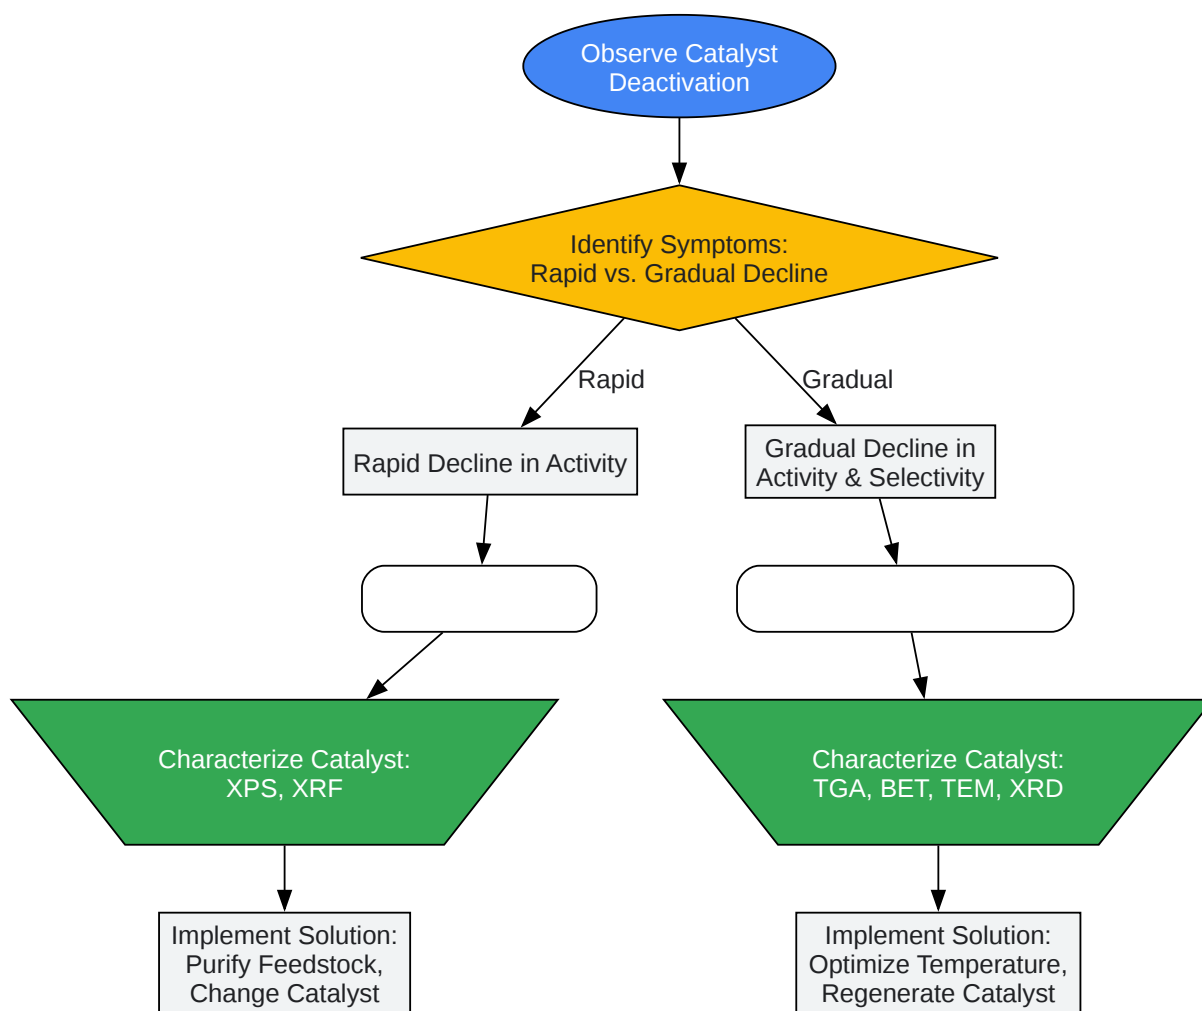 Observe Catalyst
Deactivation
Identify Symptoms:
Rapid vs. Gradual Decline
Rapid
Gradual
Rapid Decline in Activity
Gradual Decline in
Activity & Selectivity
Characterize Catalyst:
XPS, XRF
Characterize Catalyst:
TGA, BET, TEM, XRD
Implement Solution:
Purify Feedstock,
Change Catalyst
Implement Solution:
Optimize Temperature,
Regenerate Catalyst